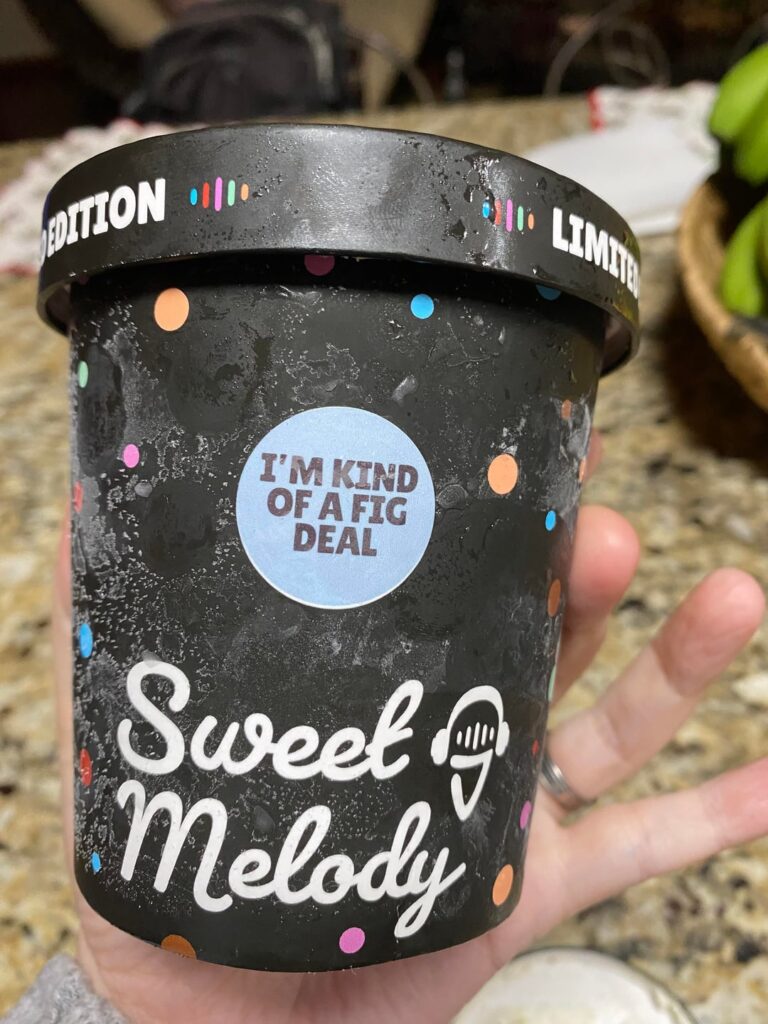 EDITION
LIMITED
I'M KIND
OF A FIG
DEAL
Sweet
Melody